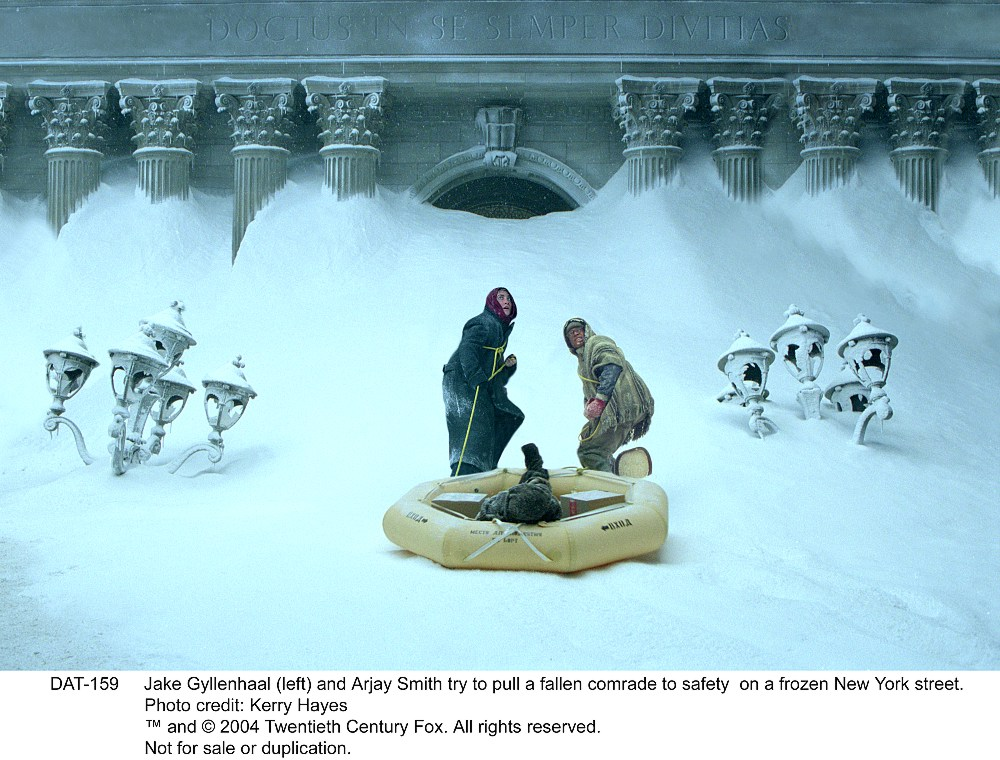 DOCTUS IN SE SEMPER DIVITIAS
МЕСТО ДЛЯ
DAT-159 Jake Gyllenhaal (left) and Arjay Smith try to pull a fallen comrade to safety on a frozen New York street.
Photo credit: Kerry Hayes
™ and © 2004 Twentieth Century Fox. All rights reserved.
Not for sale or duplication.